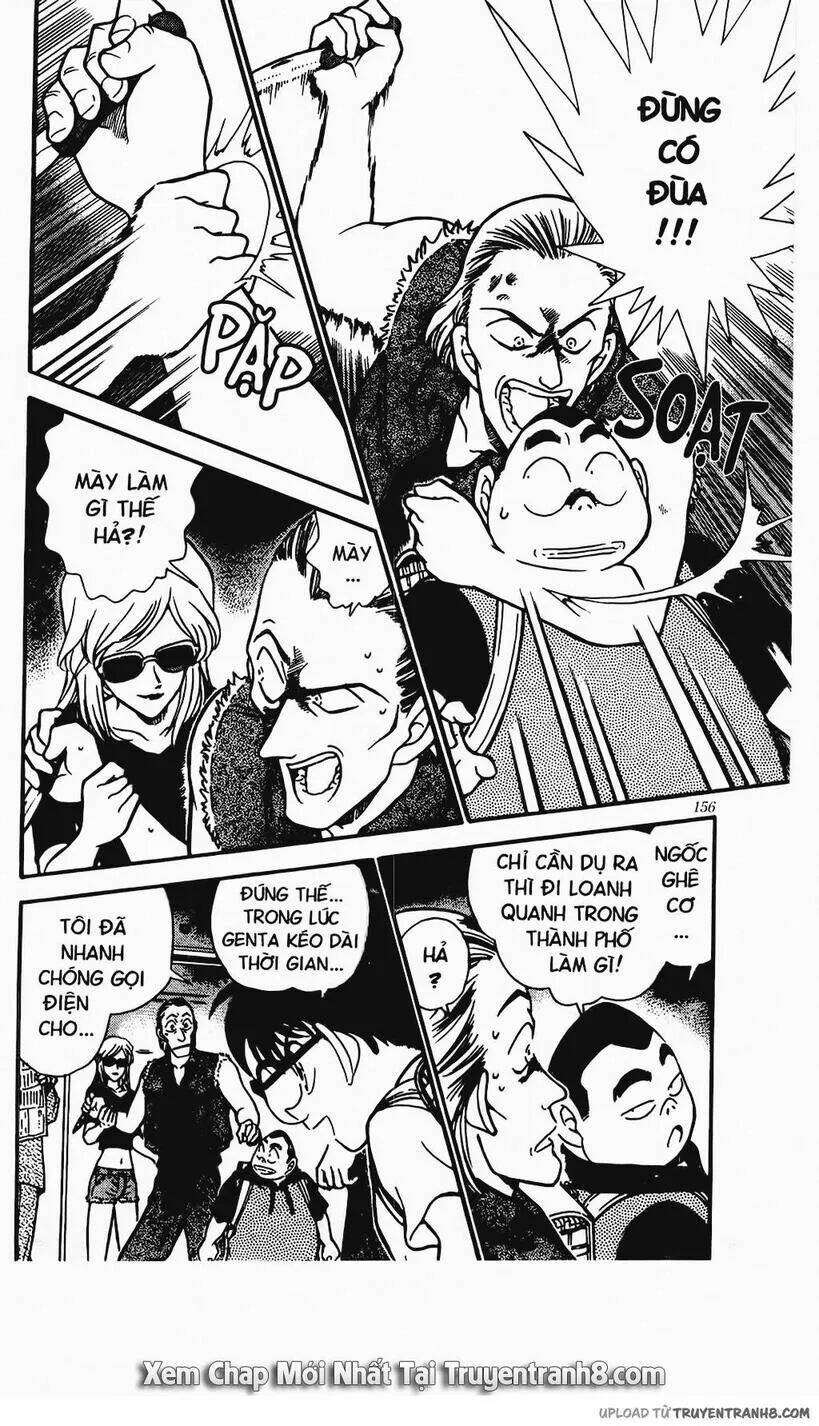 ĐỪNG
CÓ
ĐÙA
!!!
SOẠT
PẶP
MÀY
...
MÀY LÀM
GÌ THẾ
HẢ?!
156
NGỐC
GHÊ
CƠ
...
CHỈ CẦN DỤ RA
THÌ ĐI LOANH
QUANH TRONG
THÀNH PHỐ
LÀM GÌ!
HẢ
?
ĐÚNG THẾ...
TRONG LÚC
GENTA KÉO DÀI
THỜI GIAN...
TÔI ĐÃ
NHANH
CHÓNG GỌI
ĐIỆN
CHO...
Xem Chap Mới Nhất Tại Truyentranh8.com
UPLOAD TỪ TRUYENTRANH8.COM